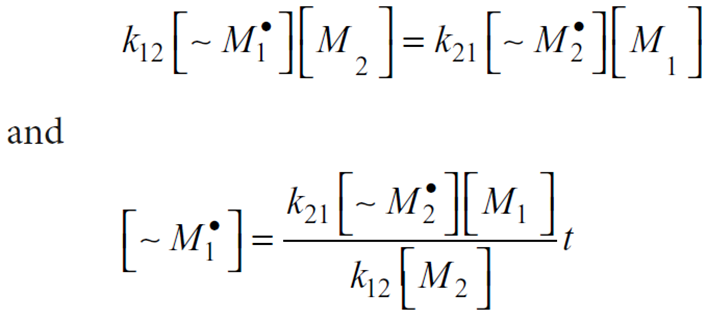 k₁₂[~ M₁•][M₂] = k₂₁[~ M₂•][M₁]
and
[~ M₁•] = k₂₁[~ M₂•][M₁] / k₁₂[M₂] t